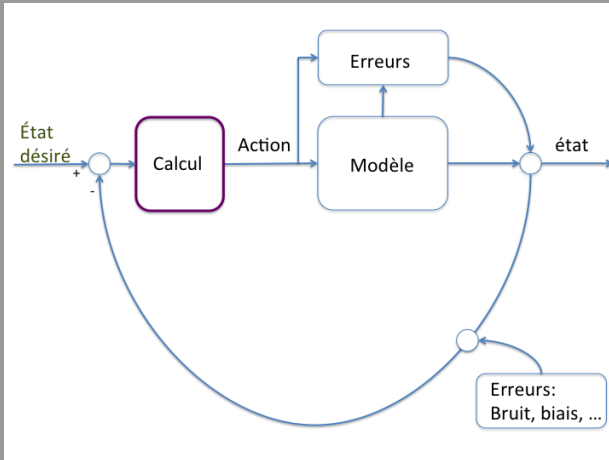 État
désiré
+
-
Calcul
Action
Erreurs
Modèle
état
Erreurs:
Bruit, biais, ...